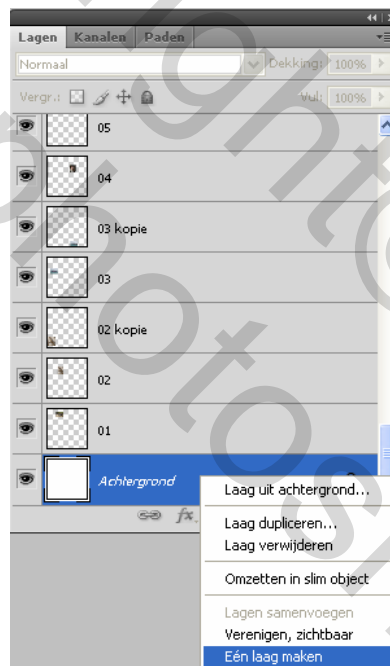 Lagen Kanalen Paden
Normaal Dekking: 100%
Vergr.: Vul: 100%
05
04
03 kopie
03
02 kopie
02
01
Achtergrond
fx.
Laag uit achtergrond...
Laag dupliceren...
Laag verwijderen
Omzetten in slim object
Lagen samenvoegen
Verenigen, zichtbaar
Eén laag maken